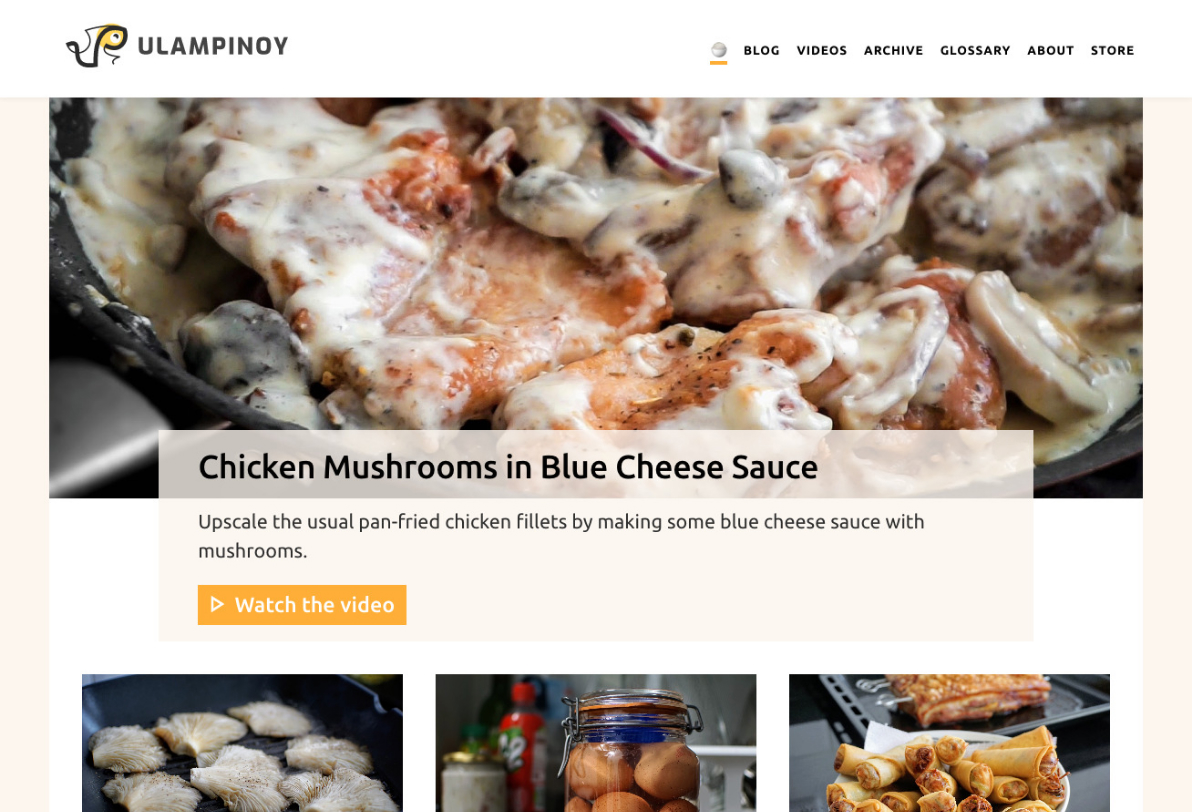 ULAMPINOY
BLOG VIDEOS ARCHIVE GLOSSARY ABOUT STORE
Chicken Mushrooms in Blue Cheese Sauce
Upscale the usual pan-fried chicken fillets by making some blue cheese sauce with
mushrooms.
Watch the video